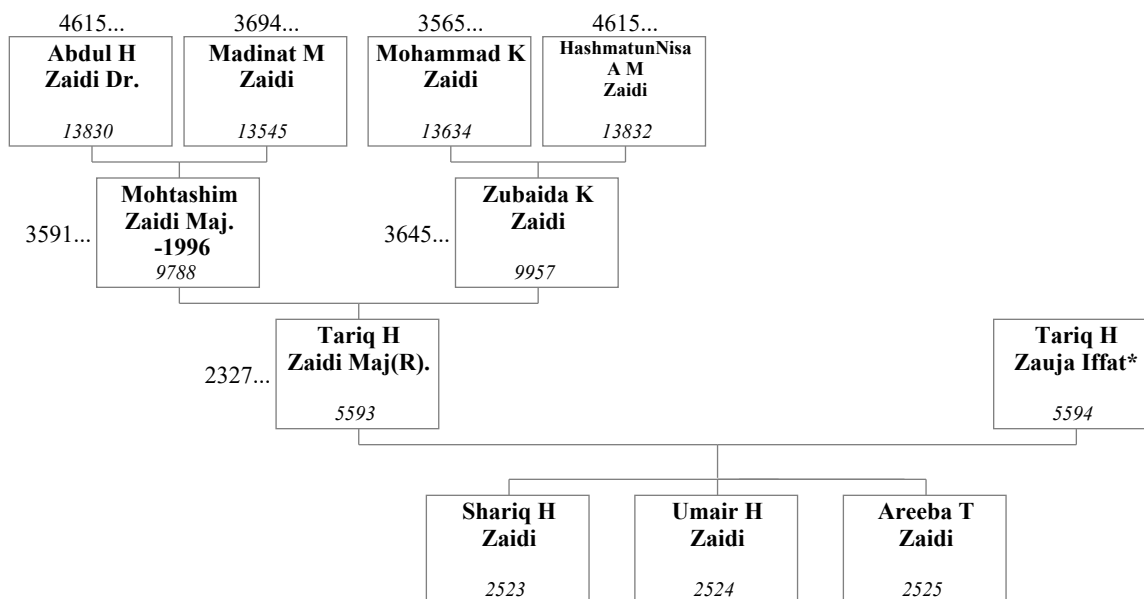 4615...
3694...
3565...
4615...
Abdul H
Zaidi Dr.
13830
Madinat M
Zaidi
13545
Mohammad K
Zaidi
13634
HashmatunNisa
A M
Zaidi
13832
3591...
Mohtashim
Zaidi Maj.
-1996
9788
3645...
Zubaida K
Zaidi
9957
2327...
Tariq H
Zaidi Maj(R).
5593
Tariq H
Zauja Iffat*
5594
Shariq H
Zaidi
2523
Umair H
Zaidi
2524
Areeba T
Zaidi
2525